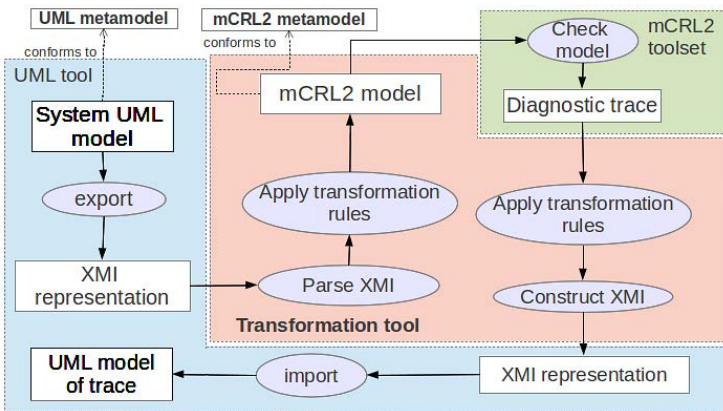 UML metamodel
mCRL2 metamodel
conforms to
conforms to
UML tool
Check
model
mCRL2
toolset
System UML
model
mCRL2 model
Diagnostic trace
export
Apply transformation
rules
Apply transformation
rules
XMI
representation
Parse XMI
Construct XMI
Transformation tool
UML model
of trace
import
XMI representation